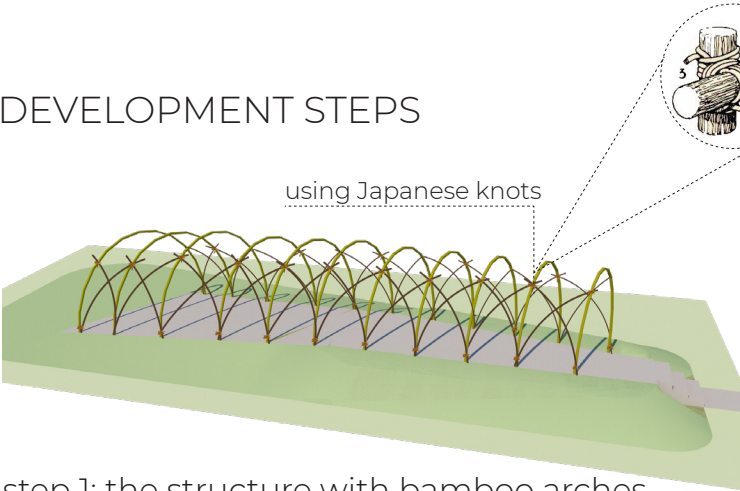 3
DEVELOPMENT STEPS
using Japanese knots
step 1: the structure with bamboo arches